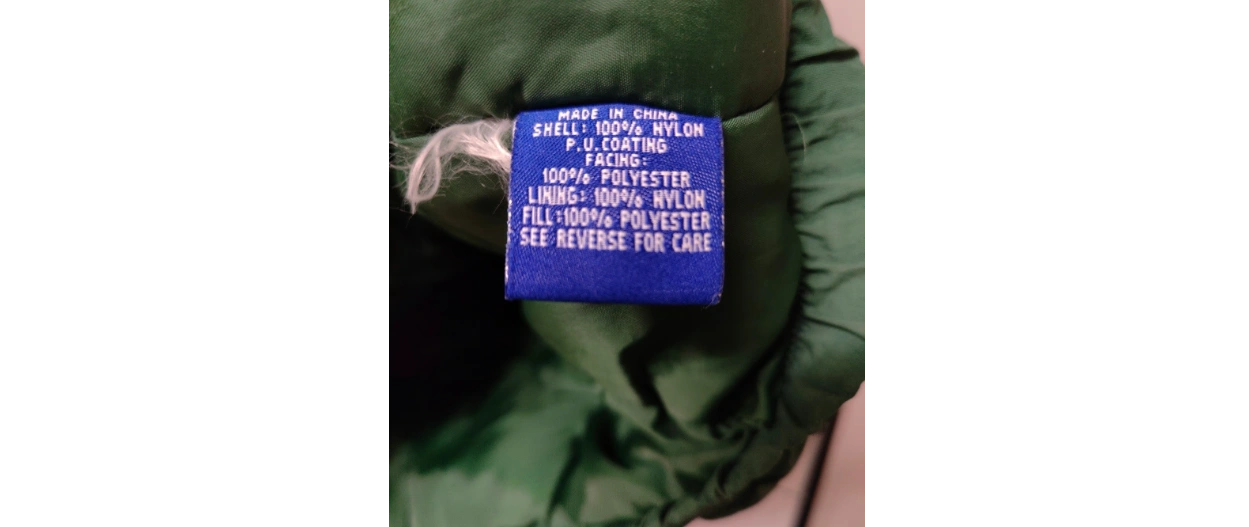 MADE IN CHINA
SHELL: 100% NYLON
P.U.COATING
FACING:
100% POLYESTER
LINING: 100% NYLON
FILL:100% POLYESTER
SEE REVERSE FOR CARE